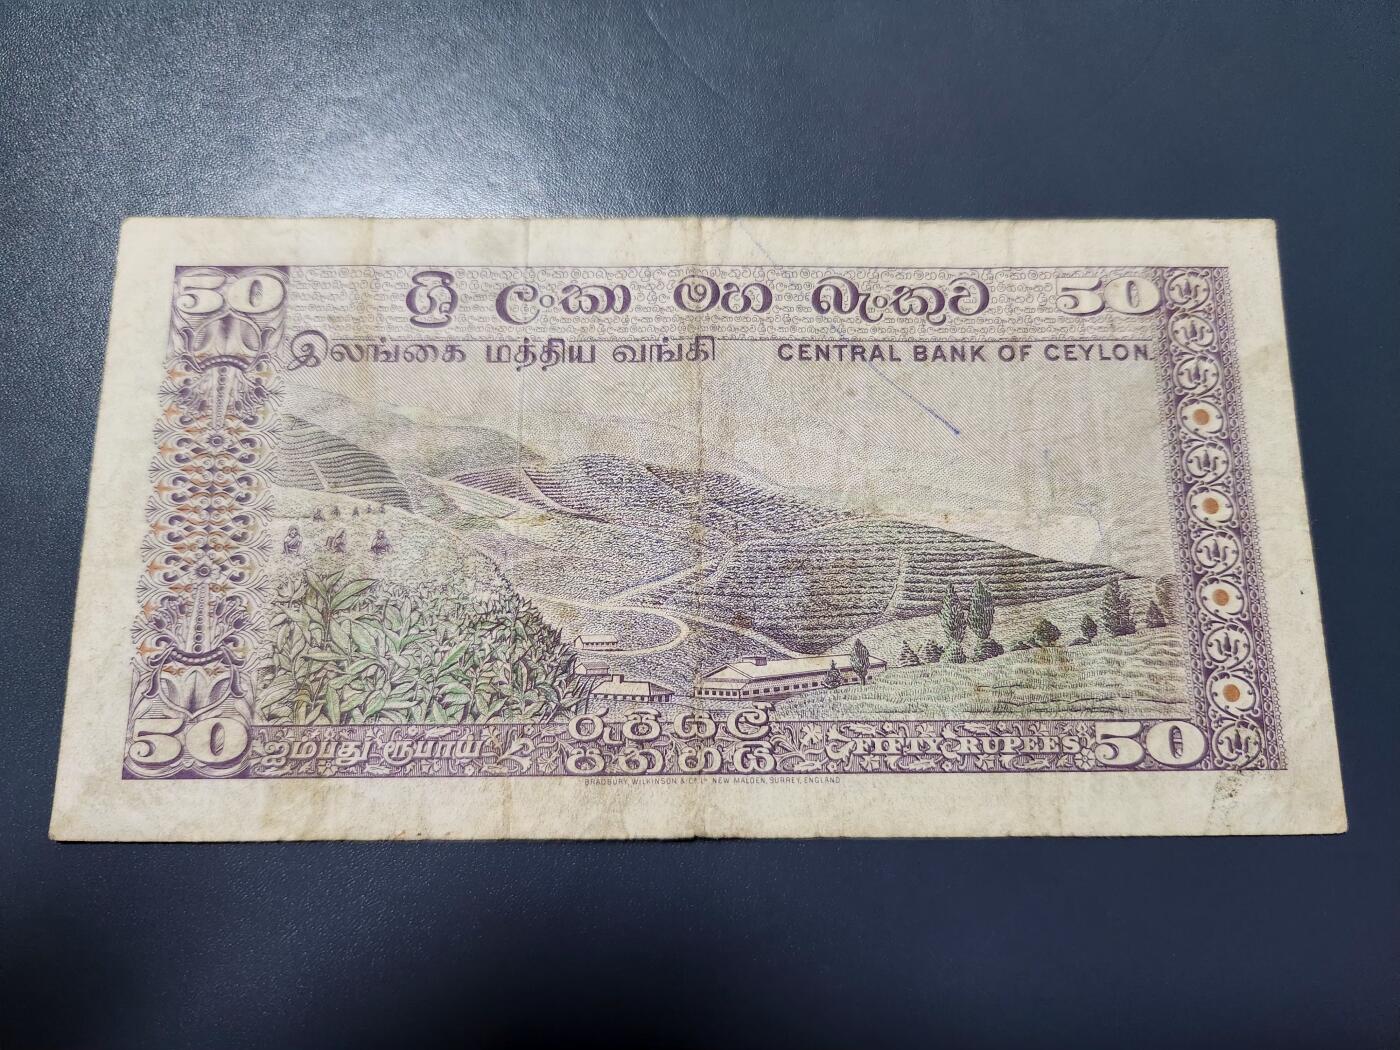 50 ශ්‍රී ලංකා මහ බැංකුව 50
இலங்கை மத்திய வங்கி CENTRAL BANK OF CEYLON
රුපියල්
50 ஐம்பது ரூபாய் පනහයි FIFTY RUPEES 50
BRADBURY, WILKINSON & Cº Lᵈ NEW MALDEN, SURREY, ENGLAND